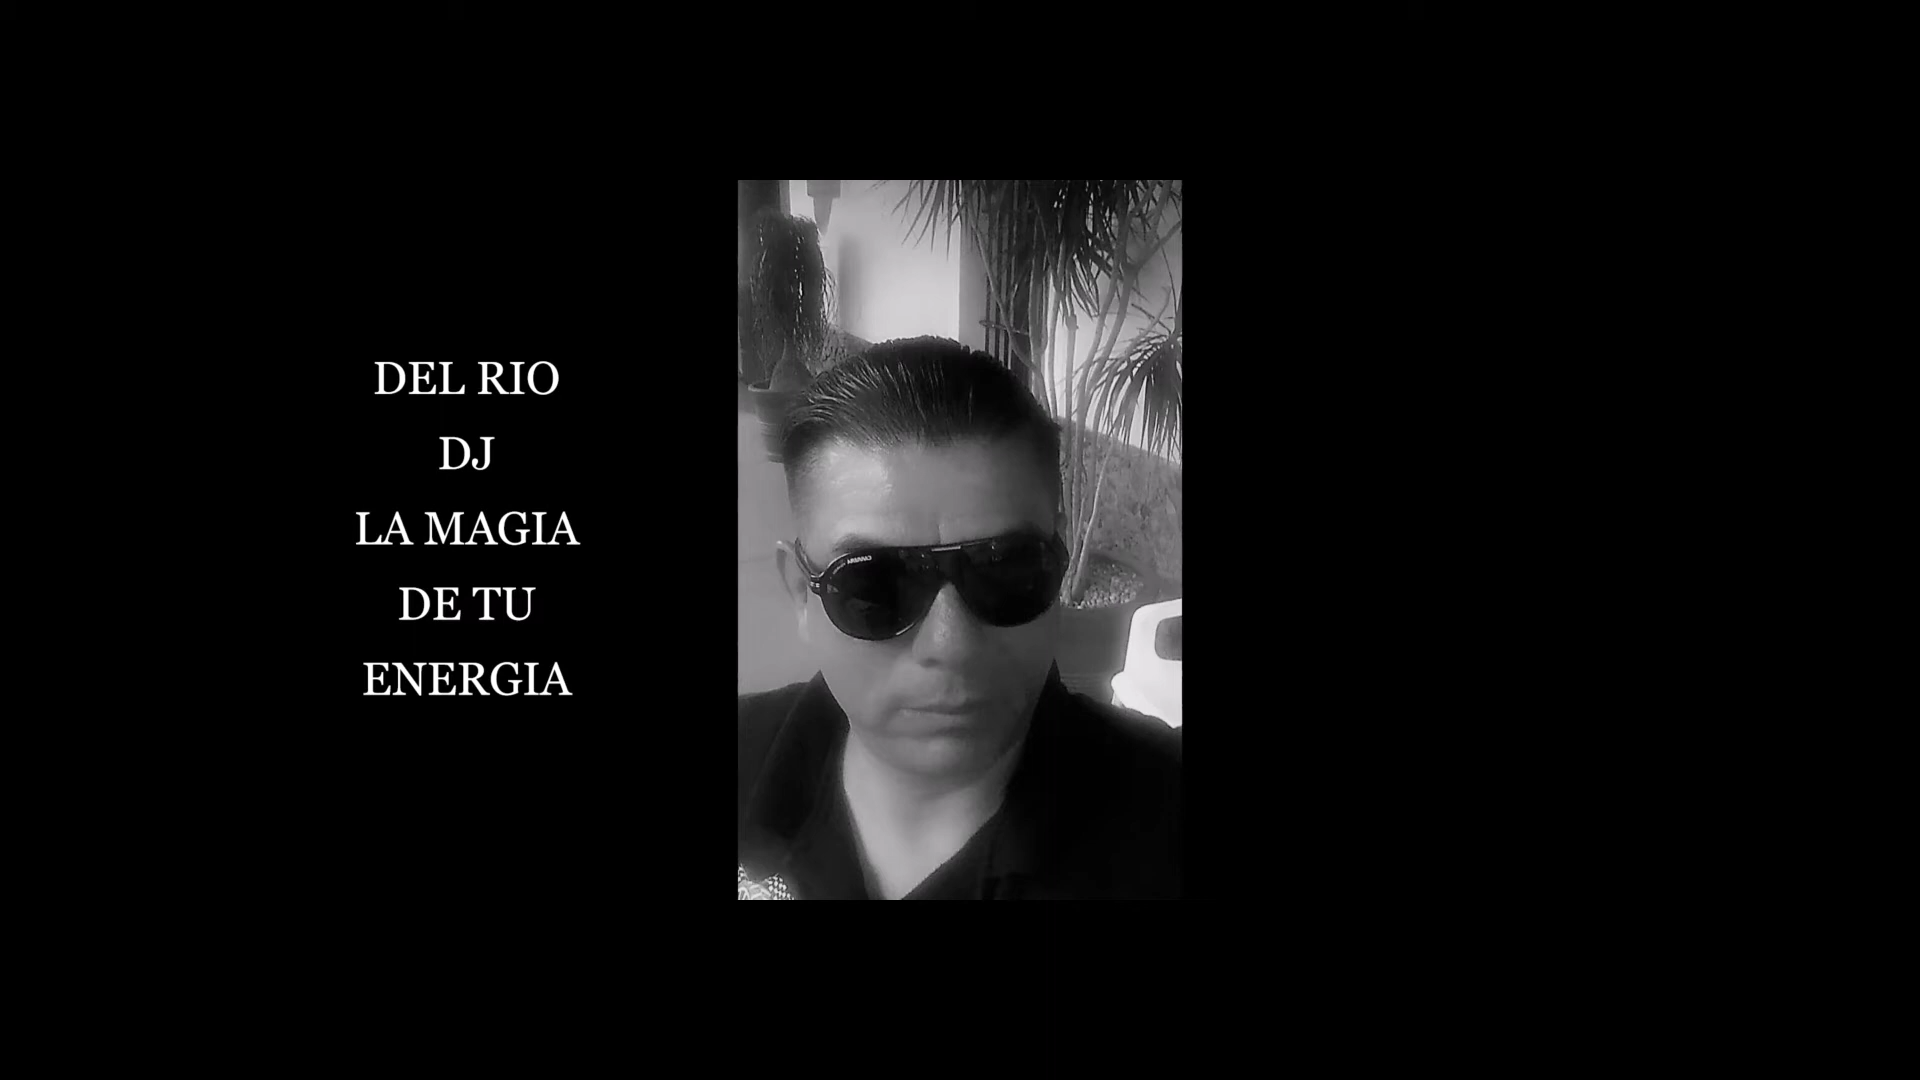 DEL RIO
DJ
LA MAGIA
DE TU
ENERGIA